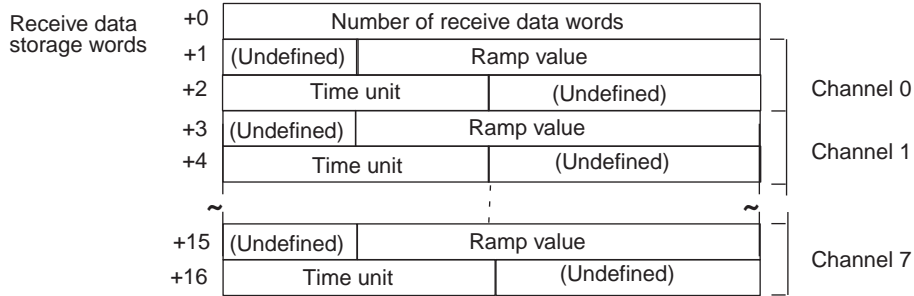 Receive data
storage words
+0 Number of receive data words
+1 (Undefined) Ramp value
+2 Time unit (Undefined)
Channel 0
+3 (Undefined) Ramp value
+4 Time unit (Undefined)
Channel 1
~ ~
+15 (Undefined) Ramp value
+16 Time unit (Undefined)
Channel 7